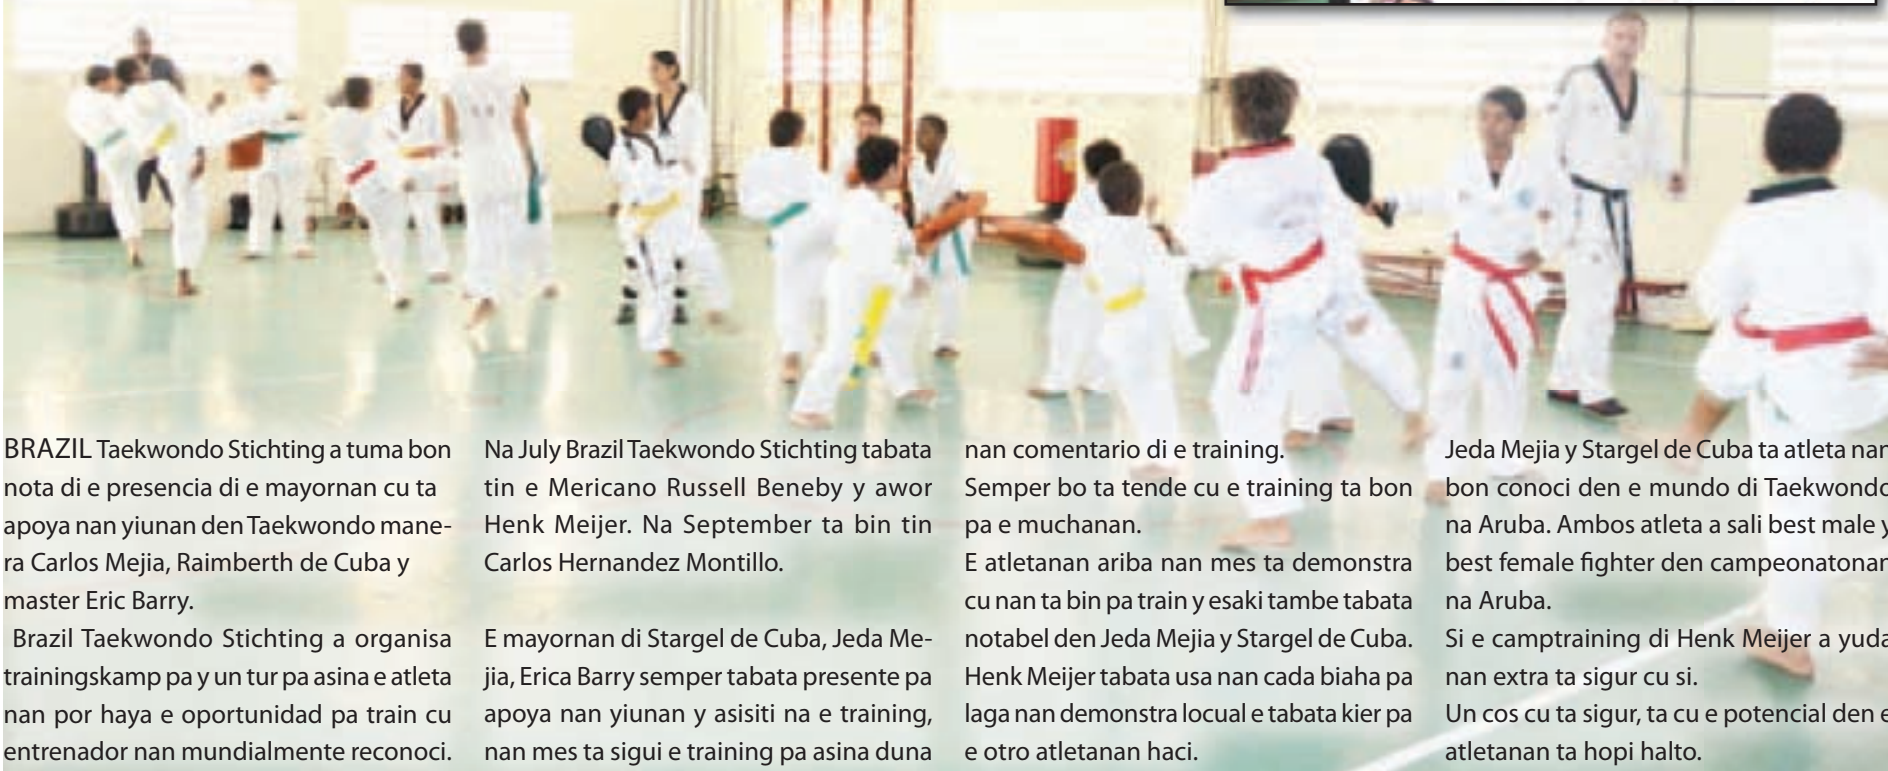 BRAZIL Taekwondo Stichting a tuma bon
nota di e presencia di e mayornan cu ta
apoya nan yiunan den Taekwondo mane-
ra Carlos Mejia, Raimberth de Cuba y
master Eric Barry.
Brazil Taekwondo Stichting a organisa
trainingskamp pa y un tur pa asina e atleta
nan por haya e oportunidad pa train cu
entrenador nan mundialmente reconoci.
Na July Brazil Taekwondo Stichting tabata
tin e Mericano Russell Beneby y awor
Henk Meijer. Na September ta bin tin
Carlos Hernandez Montillo.
E mayornan di Stargel de Cuba, Jeda Me-
jia, Erica Barry semper tabata presente pa
apoya nan yiunan y asisiti na e training,
nan mes ta sigui e training pa asina duna
nan comentario di e training.
Semper bo ta tende cu e training ta bon
pa e muchanan.
E atletanan ariba nan mes ta demonstra
cu nan ta bin pa train y esaki tambe tabata
notabel den Jeda Mejia y Stargel de Cuba.
Henk Meijer tabata usa nan cada biaha pa
laga nan demonstra locual e tabata kier pa
e otro atletanan haci.
Jeda Mejia y Stargel de Cuba ta atleta nan
bon conoci den e mundo di Taekwondo
na Aruba. Ambos atleta a sali best male y
best female fighter den campeonatonan
na Aruba.
Si e camptraining di Henk Meijer a yuda
nan extra ta sigur cu si.
Un cos cu ta sigur, ta cu e potencial den e
atletanan ta hopi halto.